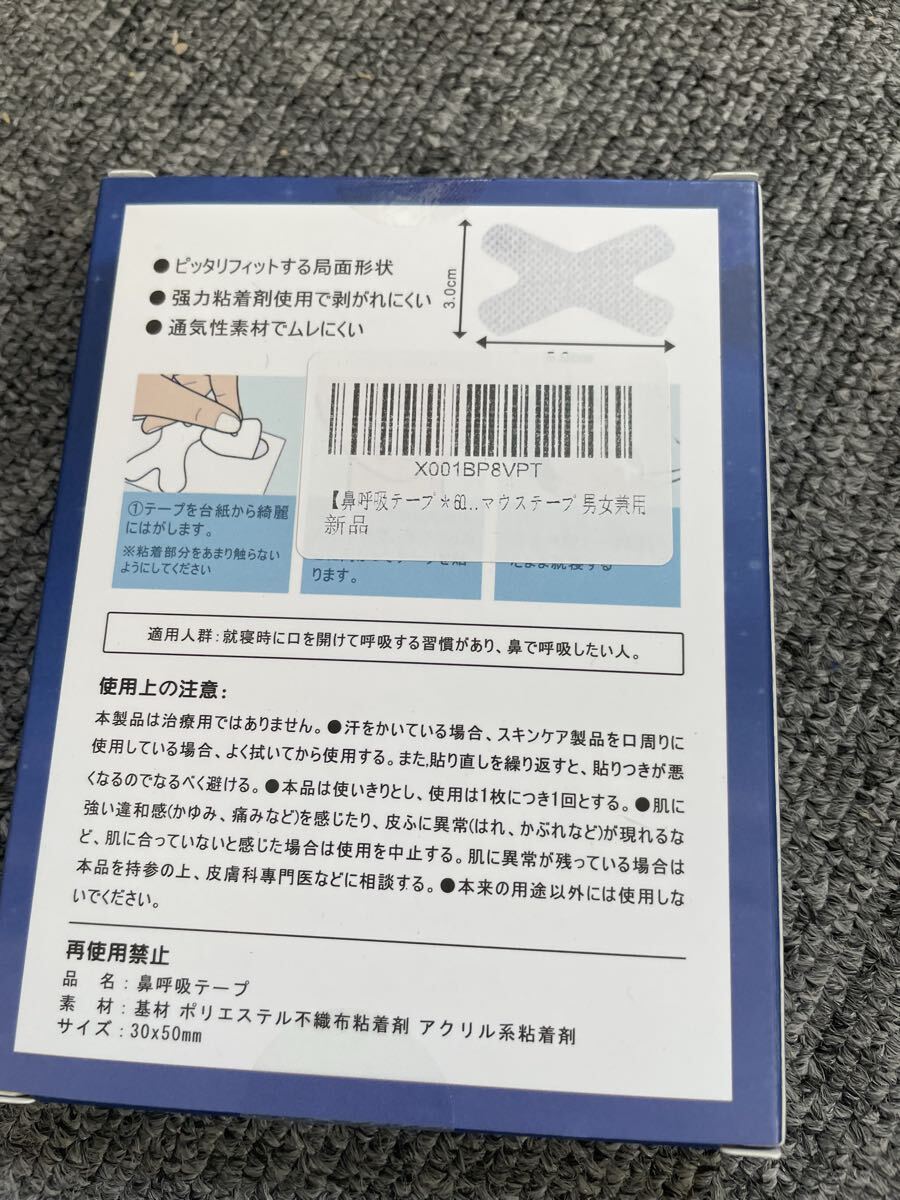 ●ピッタリフィットする局面形状
●強力粘着剤使用で剥がれにくい
●通気性素材でムレにくい
3.0cm
X001BP8VPT
【鼻呼吸テープ*60..マウステープ 男女兼用
新品
①テープを台紙から綺麗
にはがします。
※粘着部分をあまり触らない
ようにしてください
ります。
適用人群：就寝時に口を開けて呼吸する習慣があり、鼻で呼吸したい人。
使用上の注意：
本製品は治療用ではありません。●汗をかいている場合、スキンケア製品を口周りに
使用している場合、よく拭いてから使用する。また,貼り直しを繰り返すと、貼りつきが悪
くなるのでなるべく避ける。●本品は使いきりとし、使用は1枚につき1回とする。●肌に
強い違和感(かゆみ、痛みなど)を感じたり、皮ふに異常(はれ、かぶれなど)が現れるな
ど、肌に合っていないと感じた場合は使用を中止する。肌に異常が残っている場合は
本品を持参の上、皮膚科専門医などに相談する。●本来の用途以外には使用しな
いでください。
再使用禁止
品 名：鼻呼吸テープ
素 材：基材 ポリエステル不織布粘着剤 アクリル系粘着剤
サイズ：30x50mm